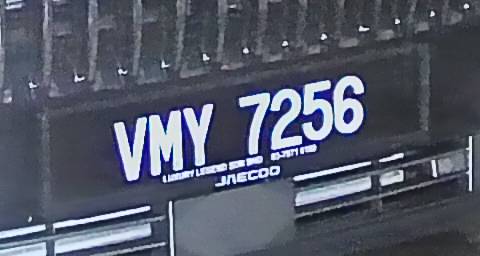 VMY 7256
LUXURY LEGEND SDN BHD
JAECOO